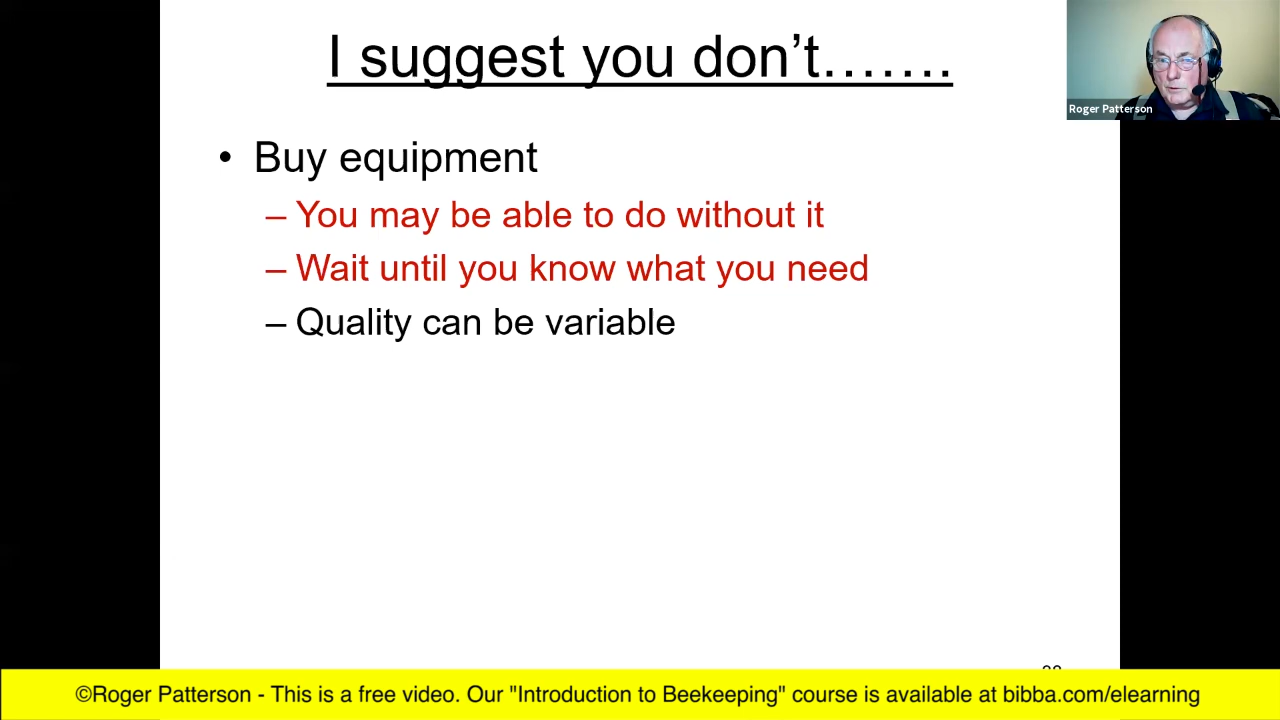 I suggest you don’t…….
Roger Patterson
• Buy equipment
– You may be able to do without it
– Wait until you know what you need
– Quality can be variable
©Roger Patterson - This is a free video. Our "Introduction to Beekeeping" course is available at bibba.com/elearning